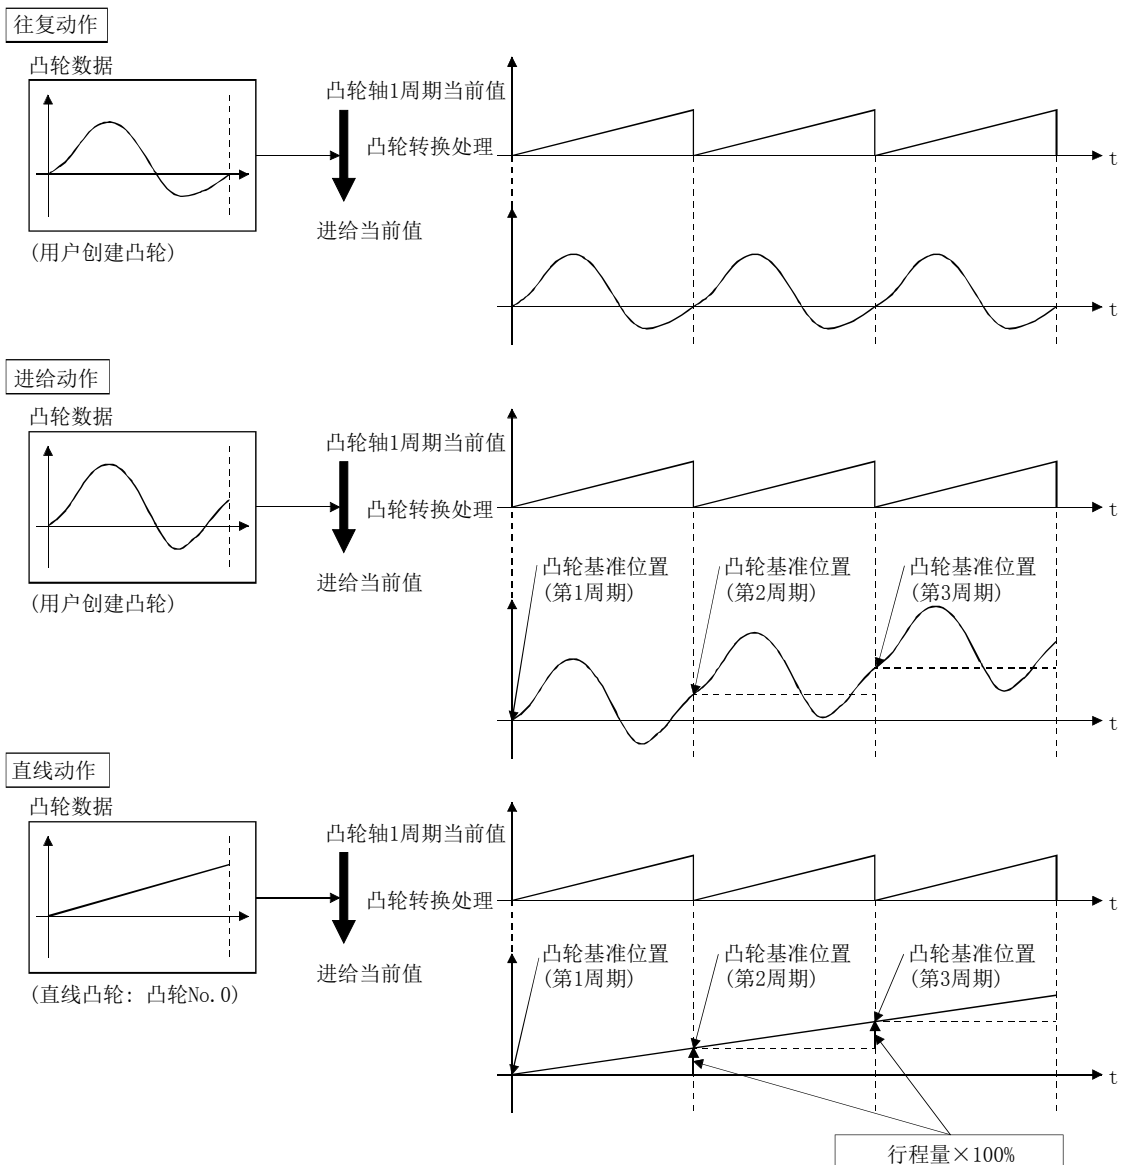 往复动作
凸轮数据
凸轮轴1周期当前值
凸轮转换处理
t
进给当前值
(用户创建凸轮)
t
进给动作
凸轮数据
凸轮轴1周期当前值
凸轮转换处理
t
进给当前值
(用户创建凸轮)
凸轮基准位置
(第1周期)
凸轮基准位置
(第2周期)
凸轮基准位置
(第3周期)
t
直线动作
凸轮数据
凸轮轴1周期当前值
凸轮转换处理
t
进给当前值
(直线凸轮: 凸轮No.0)
凸轮基准位置
(第1周期)
凸轮基准位置
(第2周期)
凸轮基准位置
(第3周期)
t
行程量×100%